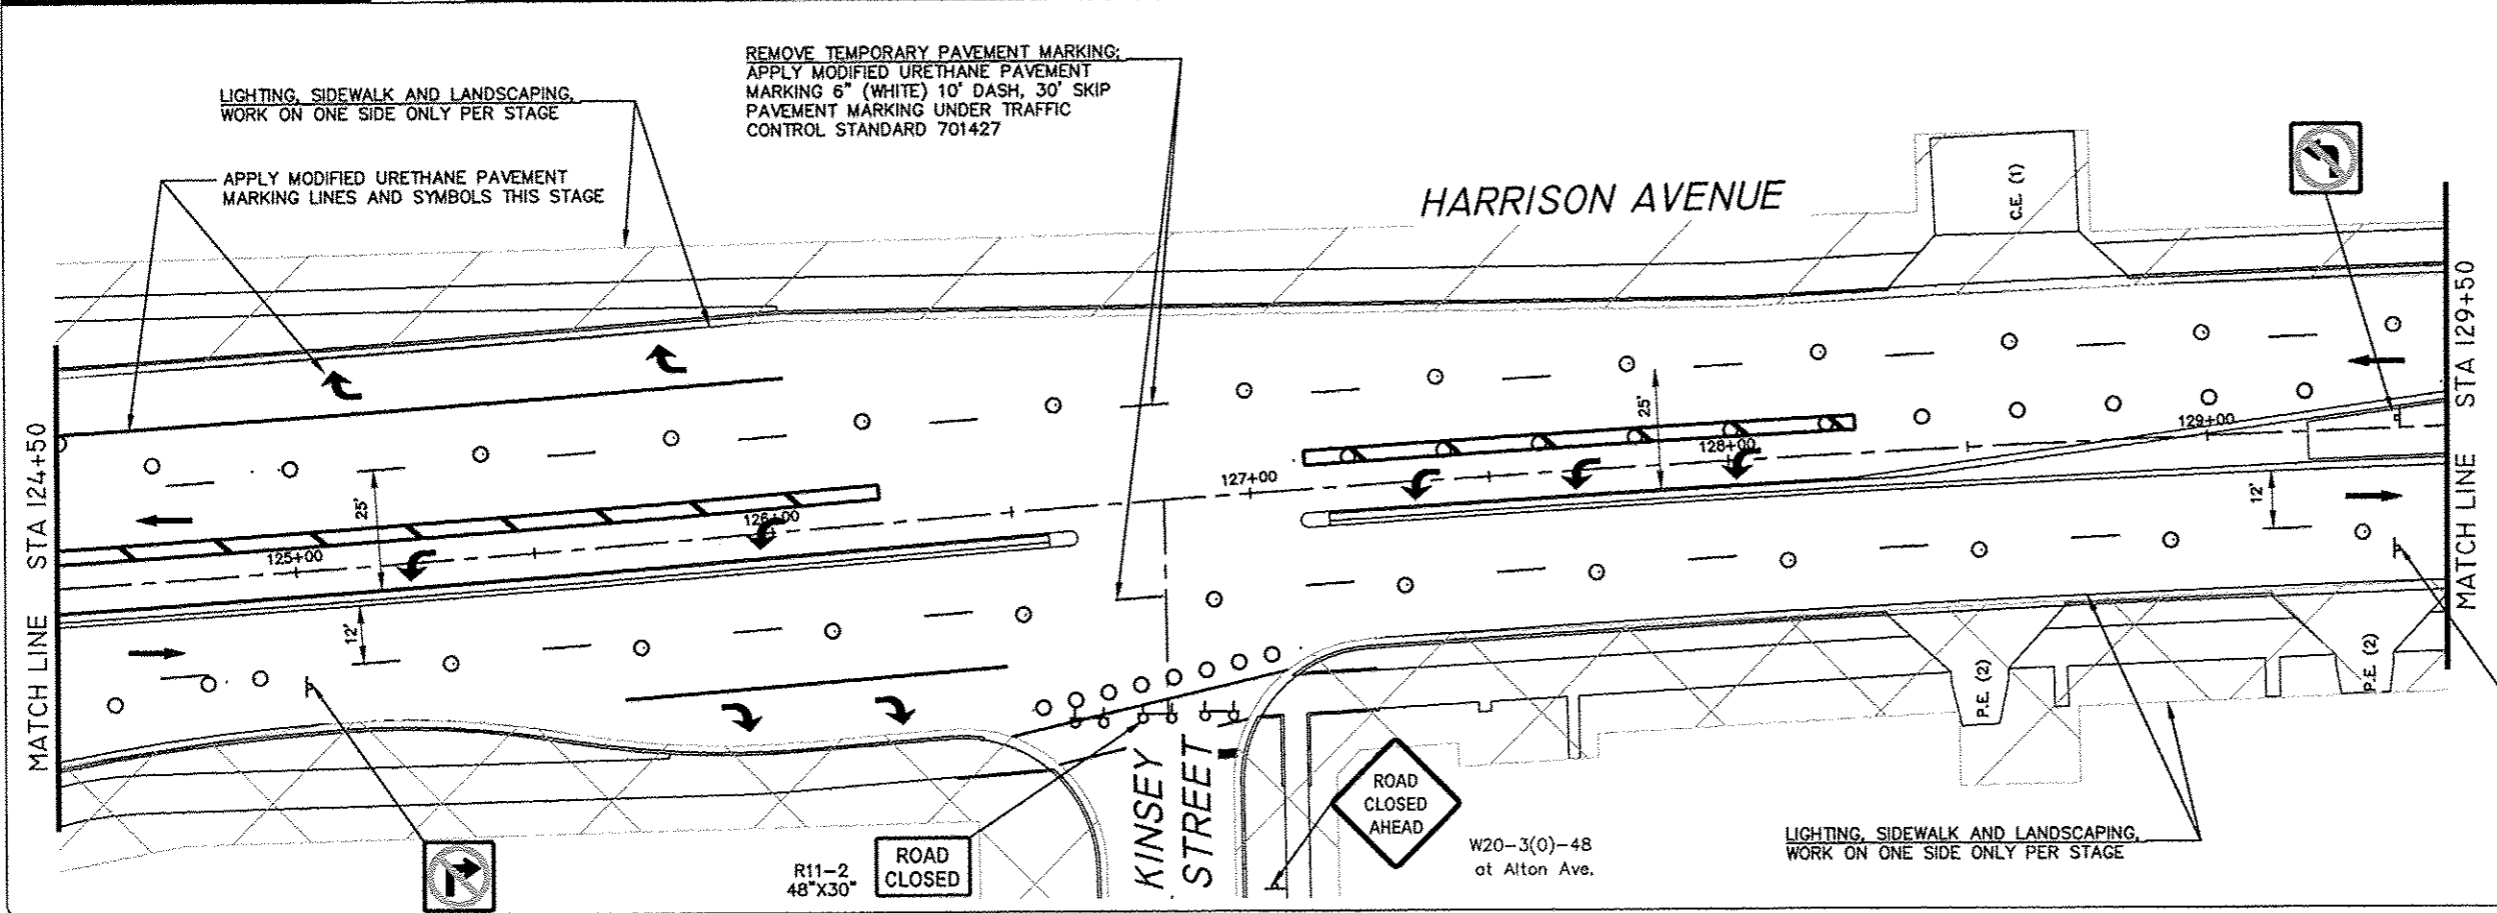 REMOVE TEMPORARY PAVEMENT MARKING;
APPLY MODIFIED URETHANE PAVEMENT
MARKING 6" (WHITE) 10' DASH, 30' SKIP
PAVEMENT MARKING UNDER TRAFFIC
CONTROL STANDARD 701427
LIGHTING, SIDEWALK AND LANDSCAPING,
WORK ON ONE SIDE ONLY PER STAGE
APPLY MODIFIED URETHANE PAVEMENT
MARKING LINES AND SYMBOLS THIS STAGE
HARRISON AVENUE
C.E. (1)
MATCH LINE STA 124+50
MATCH LINE STA 129+50
25'
25'
125+00
126+00
127+00
128+00
129+00
12'
12'
P.E. (2)
P.E. (2)
KINSEY
STREET
R11-2
48"X30"
ROAD
CLOSED
ROAD
CLOSED
AHEAD
W20-3(O)-48
at Alton Ave.
LIGHTING, SIDEWALK AND LANDSCAPING,
WORK ON ONE SIDE ONLY PER STAGE